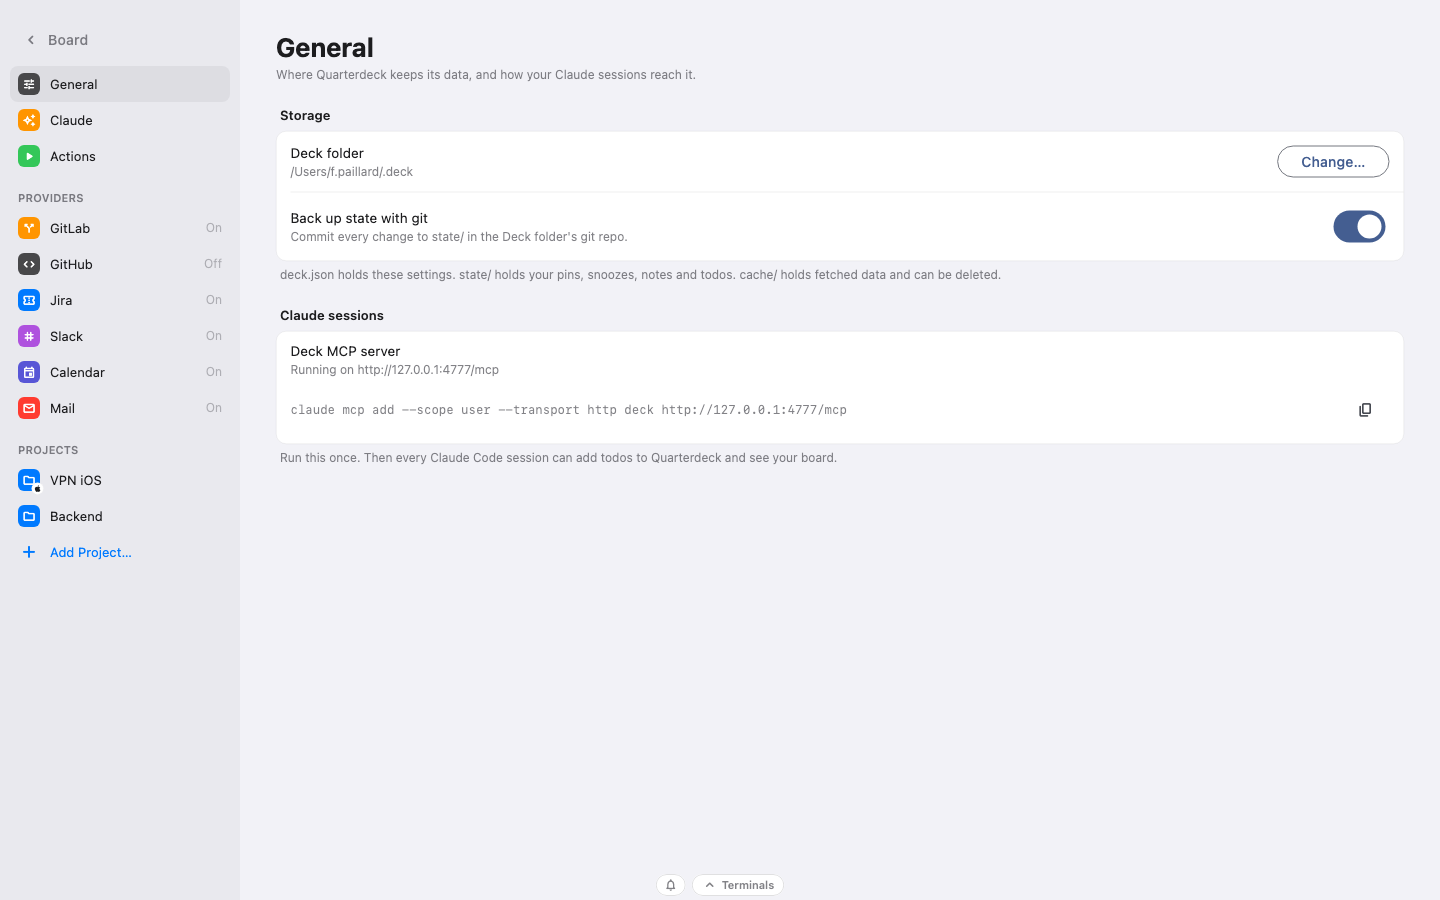 Board
General
Claude
Actions
PROVIDERS
GitLab On
GitHub Off
Jira On
Slack On
Calendar On
Mail On
PROJECTS
VPN iOS
Backend
Add Project...
General
Where Quarterdeck keeps its data, and how your Claude sessions reach it.
Storage
Deck folder
/Users/f.paillard/.deck
Change...
Back up state with git
Commit every change to state/ in the Deck folder's git repo.
deck.json holds these settings. state/ holds your pins, snoozes, notes and todos. cache/ holds fetched data and can be deleted.
Claude sessions
Deck MCP server
Running on http://127.0.0.1:4777/mcp
claude mcp add --scope user --transport http deck http://127.0.0.1:4777/mcp
Run this once. Then every Claude Code session can add todos to Quarterdeck and see your board.
Terminals